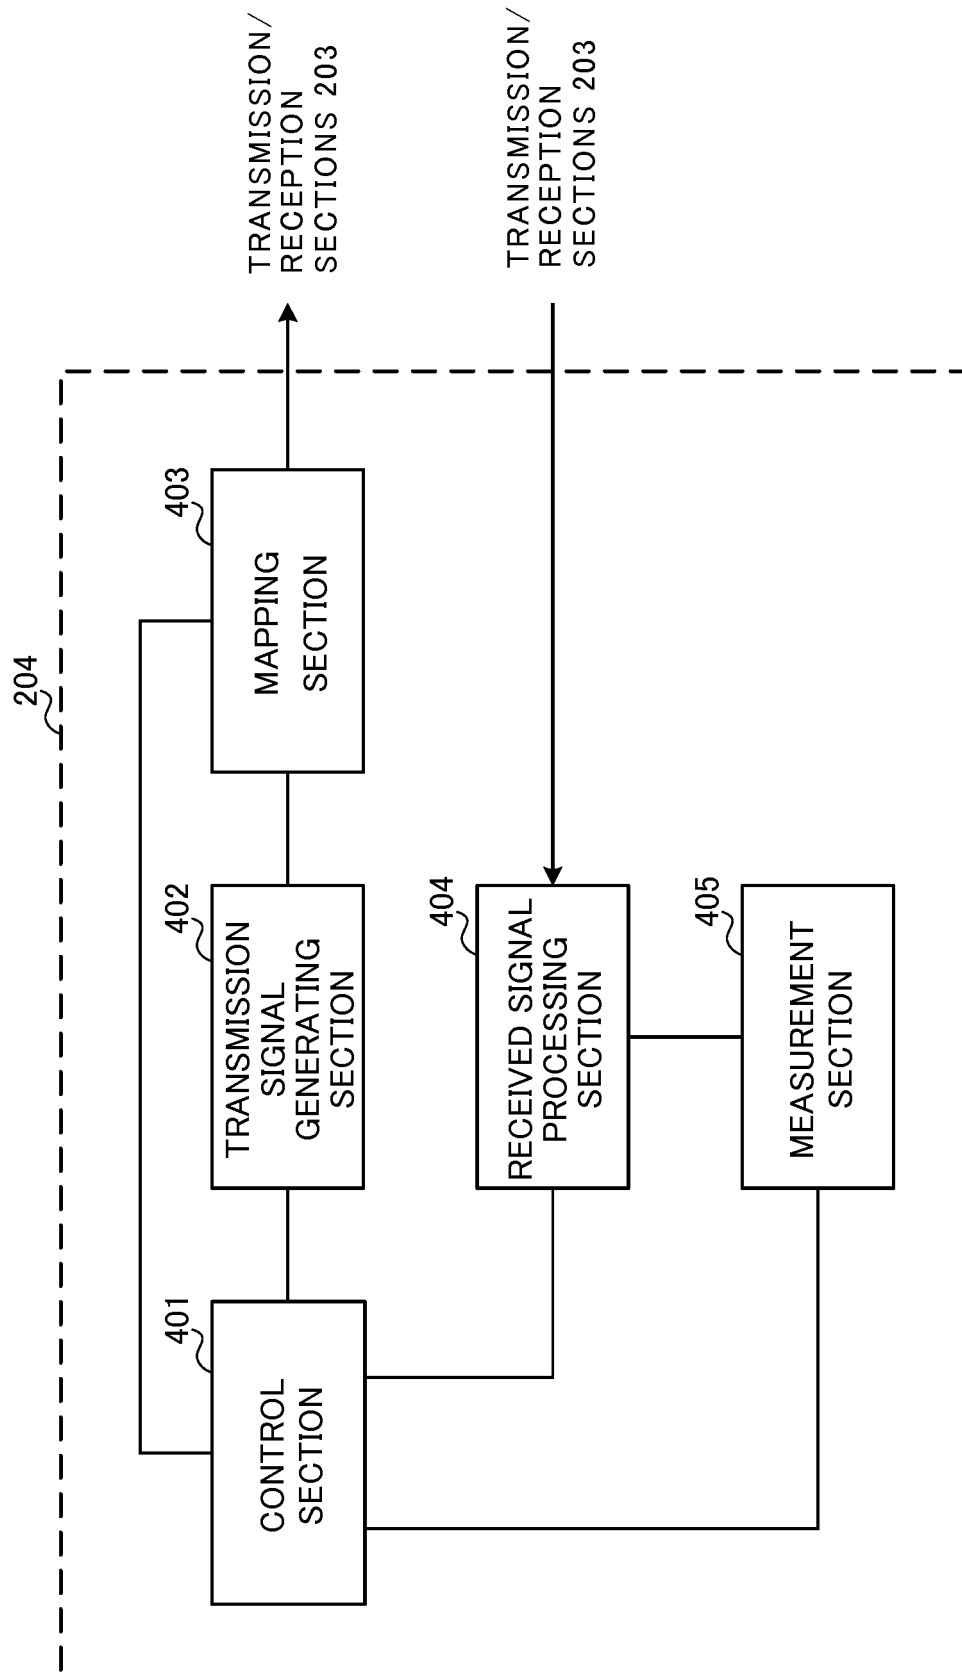 204
403
MAPPING
SECTION
TRANSMISSION/
RECEPTION
SECTIONS 203
402
TRANSMISSION
SIGNAL
GENERATING
SECTION
401
CONTROL
SECTION
404
RECEIVED SIGNAL
PROCESSING
SECTION
TRANSMISSION/
RECEPTION
SECTIONS 203
405
MEASUREMENT
SECTION